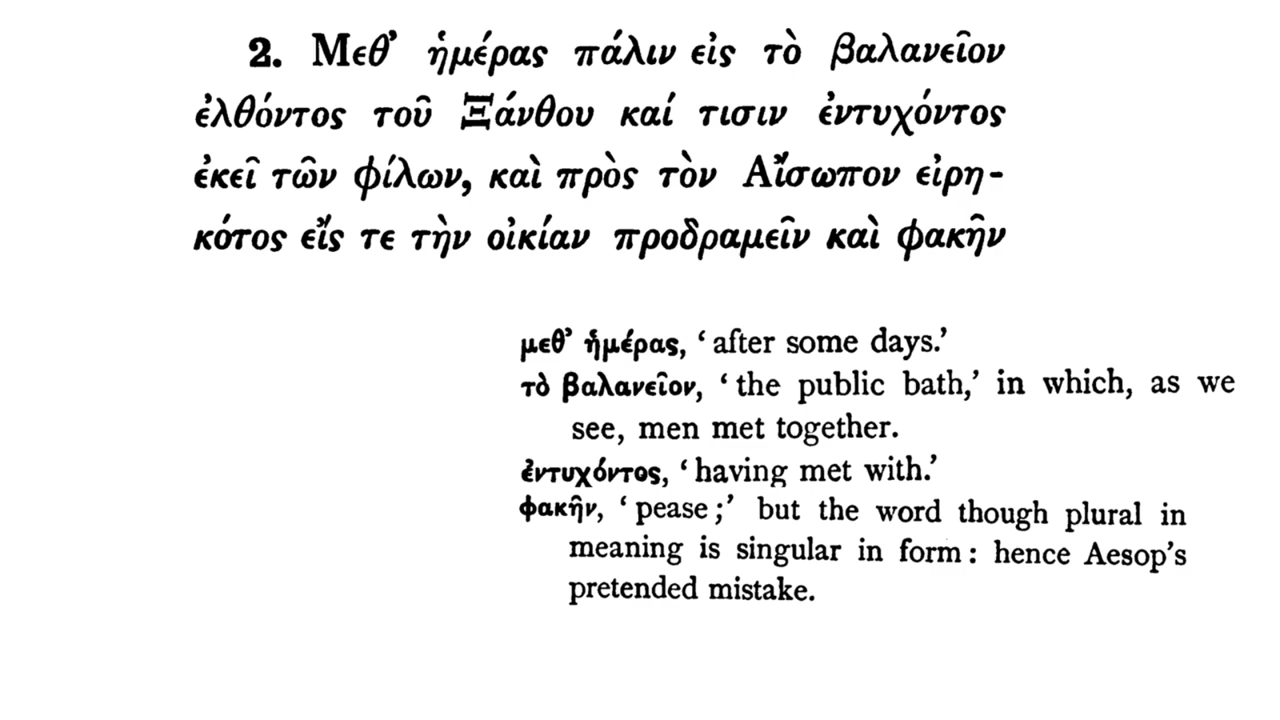 2. Μεθ’ ἡμέρας πάλιν εἰς τὸ βαλανεῖον
ἐλθόντος τοῦ Ξάνθου καί τισιν ἐντυχόντος
ἐκεῖ τῶν φίλων, καὶ πρὸς τὸν Αἴσωπον εἰρη-
κότος εἴς τε τὴν οἰκίαν προδραμεῖν καὶ φακῆν
μεθ’ ἡμέρας, ‘after some days.’
τὸ βαλανεῖον, ‘the public bath,’ in which, as we
see, men met together.
ἐντυχόντος, ‘having met with.’
φακῆν, ‘pease;’ but the word though plural in
meaning is singular in form: hence Aesop’s
pretended mistake.